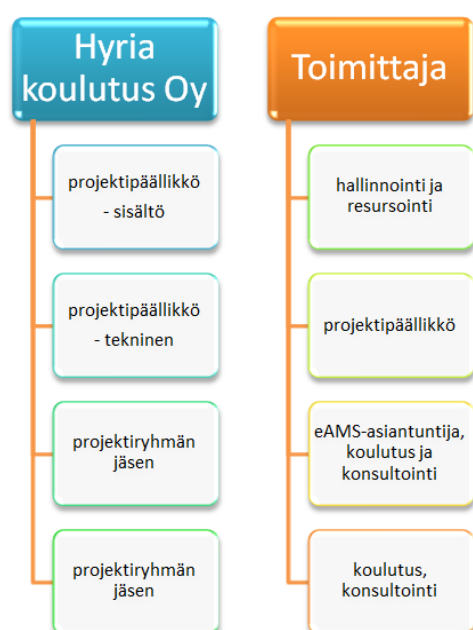 Hyria
koulutus Oy
projektipäällikkö
- sisältö
projektipäällikkö
- tekninen
projektiryhmän
jäsen
projektiryhmän
jäsen
Toimittaja
hallinnointi ja
resursointi
projektipäällikkö
eAMS-asiantuntija,
koulutus ja
konsultointi
koulutus,
konsultointi